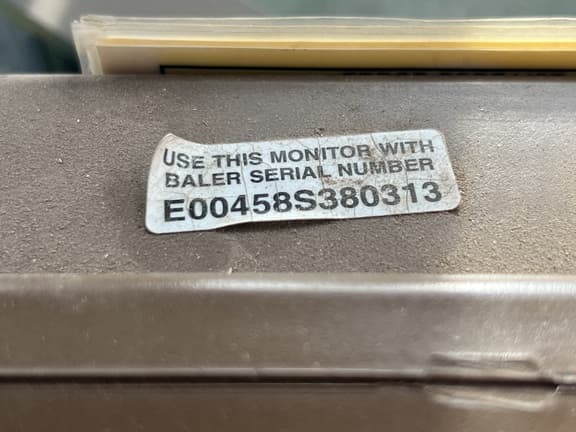 USE THIS MONITOR WITH
BALER SERIAL NUMBER
E00458S380313